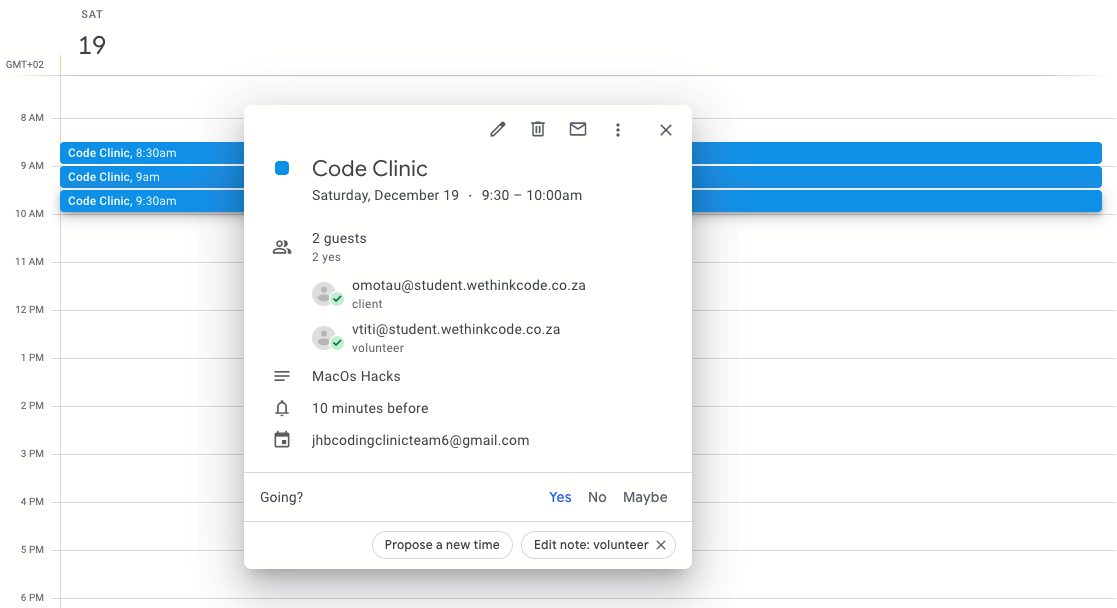 SAT
19
GMT+02
8 AM
Code Clinic, 8:30am
9 AM
Code Clinic, 9am
Code Clinic, 9:30am
10 AM
11 AM
12 PM
1 PM
2 PM
3 PM
4 PM
5 PM
6 PM
Code Clinic
Saturday, December 19 · 9:30 – 10:00am
2 guests
2 yes
omotau@student.wethinkcode.co.za
client
vtiti@student.wethinkcode.co.za
volunteer
MacOs Hacks
10 minutes before
jhbcodingclinicteam6@gmail.com
Going?
Yes No Maybe
Propose a new time
Edit note: volunteer